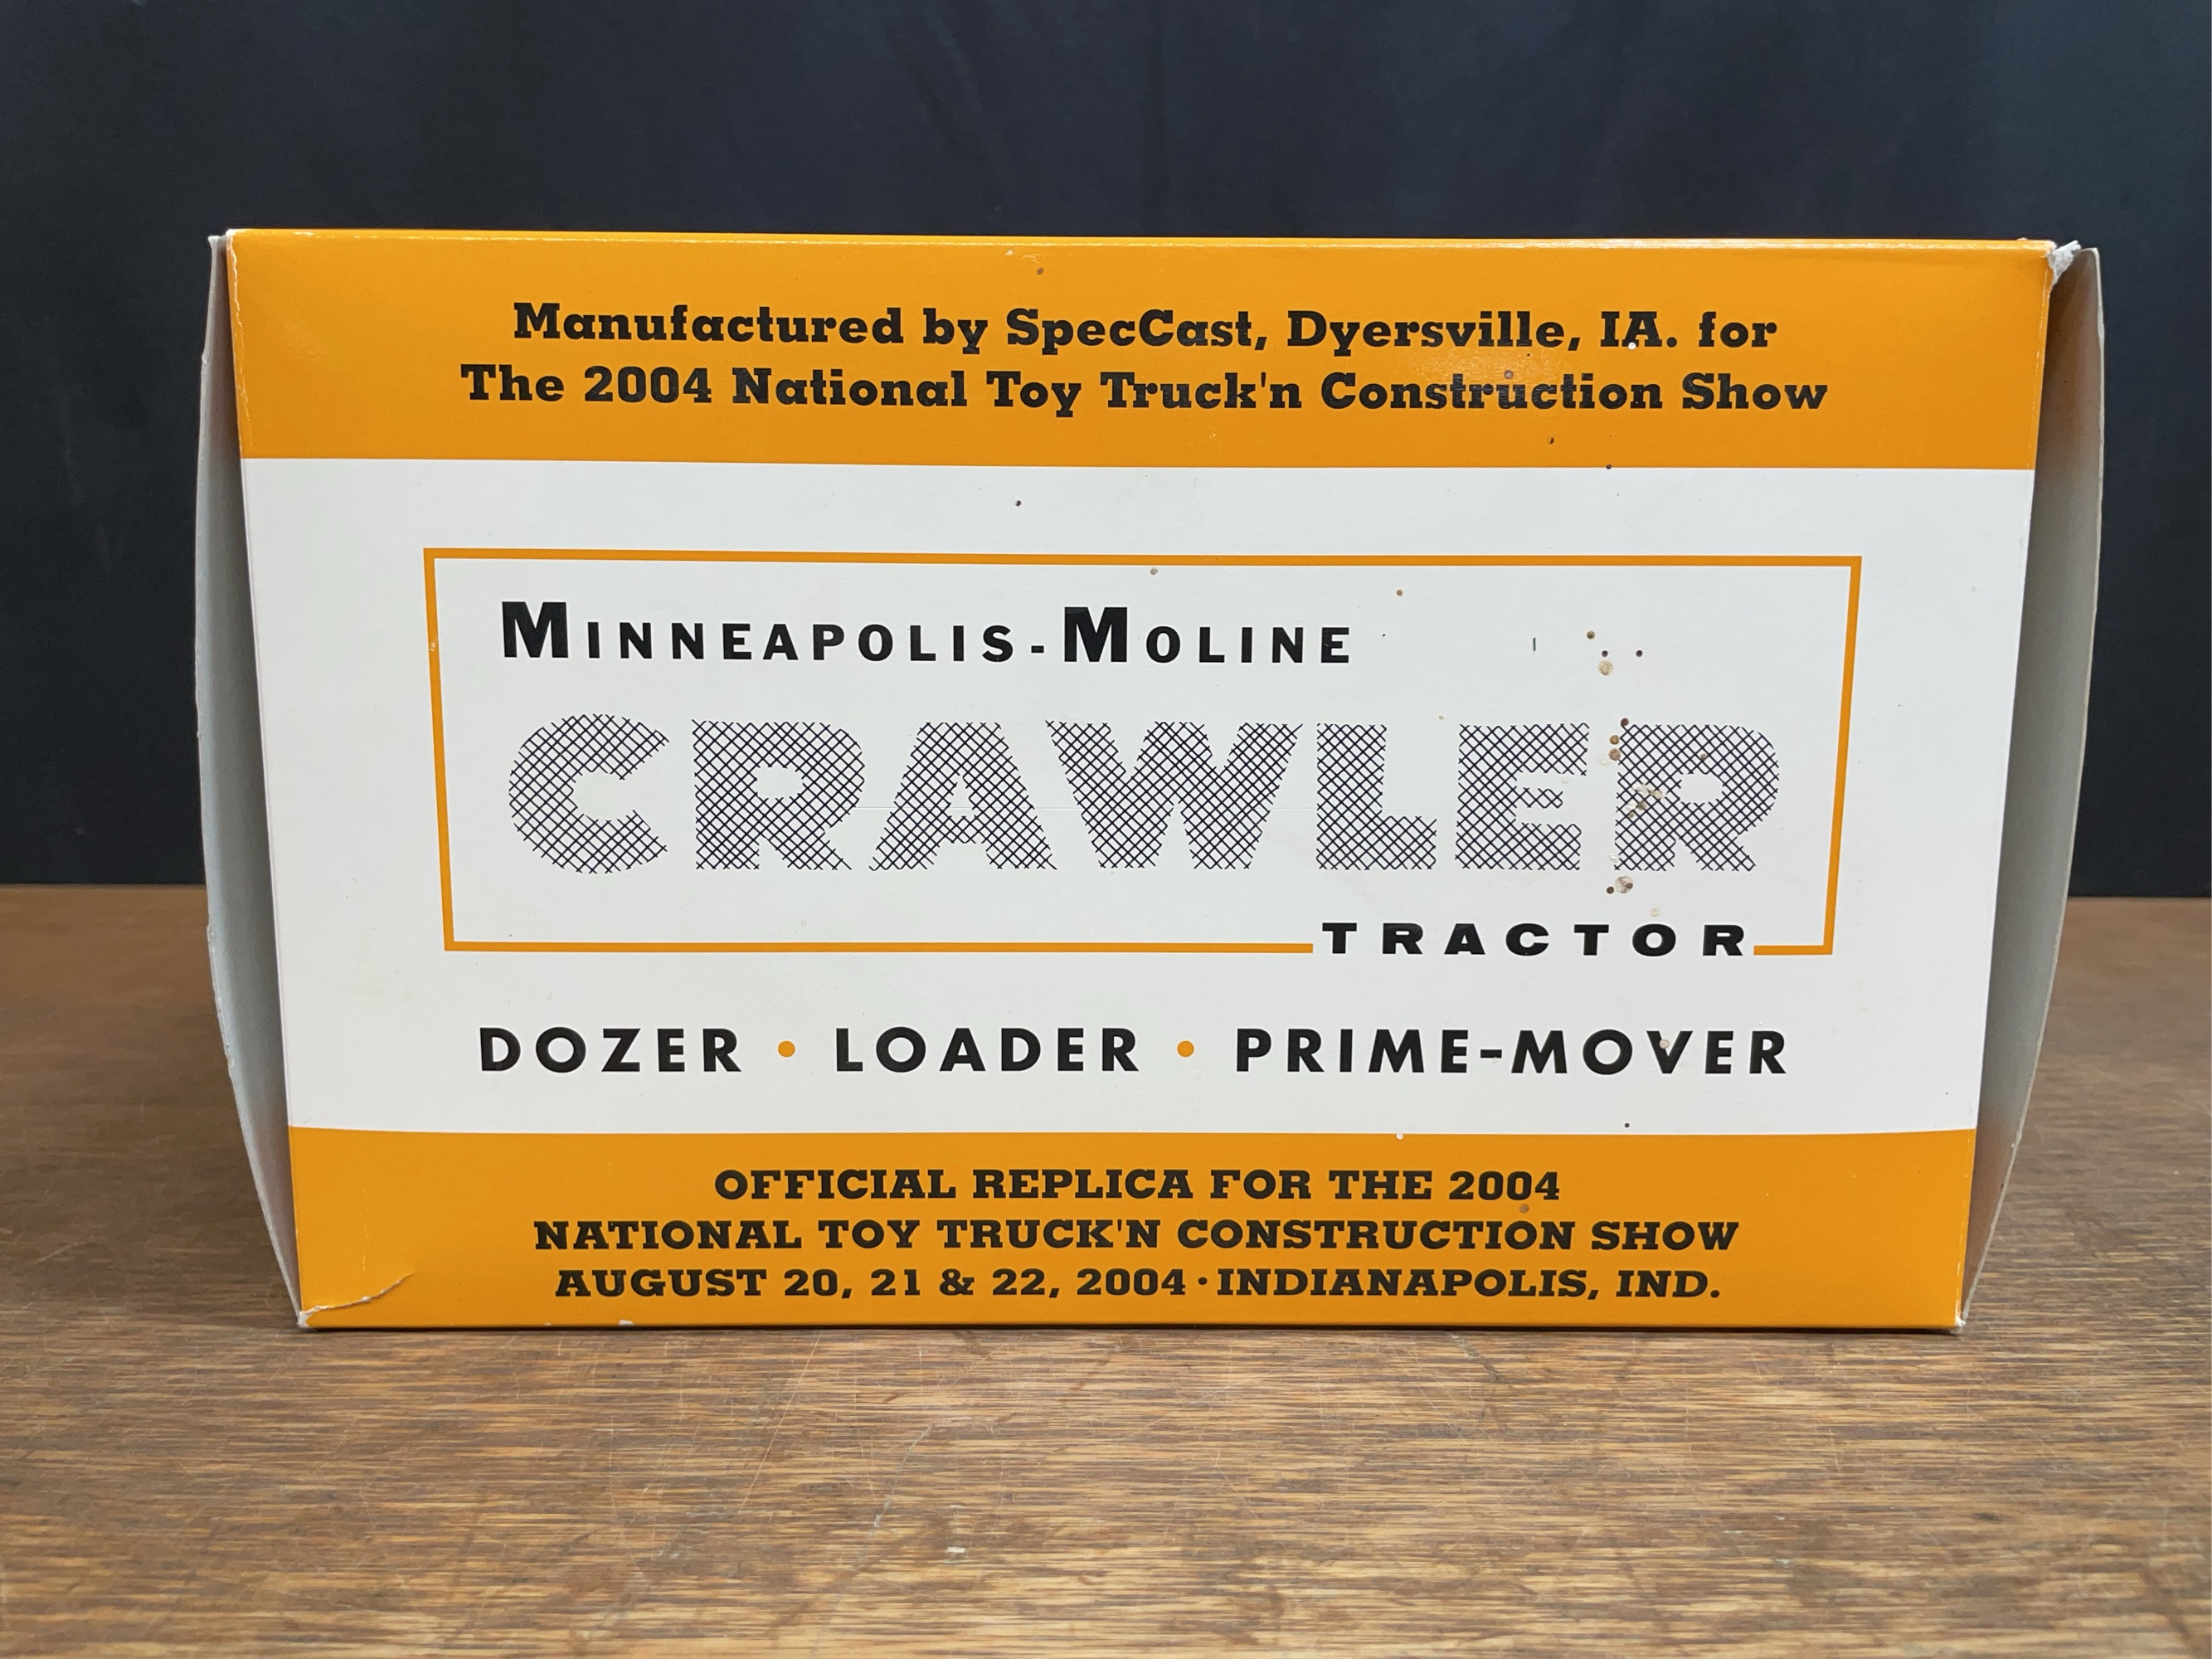 Manufactured by SpecCast, Dyersville, IA. for
The 2004 National Toy Truck'n Construction Show
MINNEAPOLIS-MOLINE
CRAWLER
TRACTOR
DOZER • LOADER • PRIME-MOVER
OFFICIAL REPLICA FOR THE 2004
NATIONAL TOY TRUCK'N CONSTRUCTION SHOW
AUGUST 20, 21 & 22, 2004 • INDIANAPOLIS, IND.